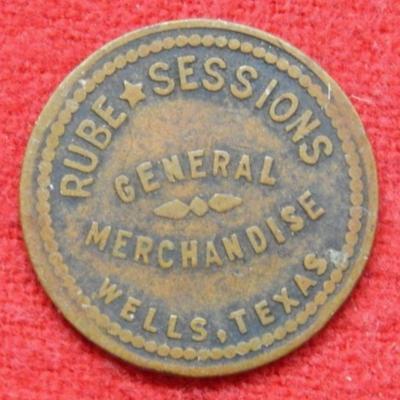 RUBE★SESSIONS
GENERAL
MERCHANDISE
WELLS, TEXAS